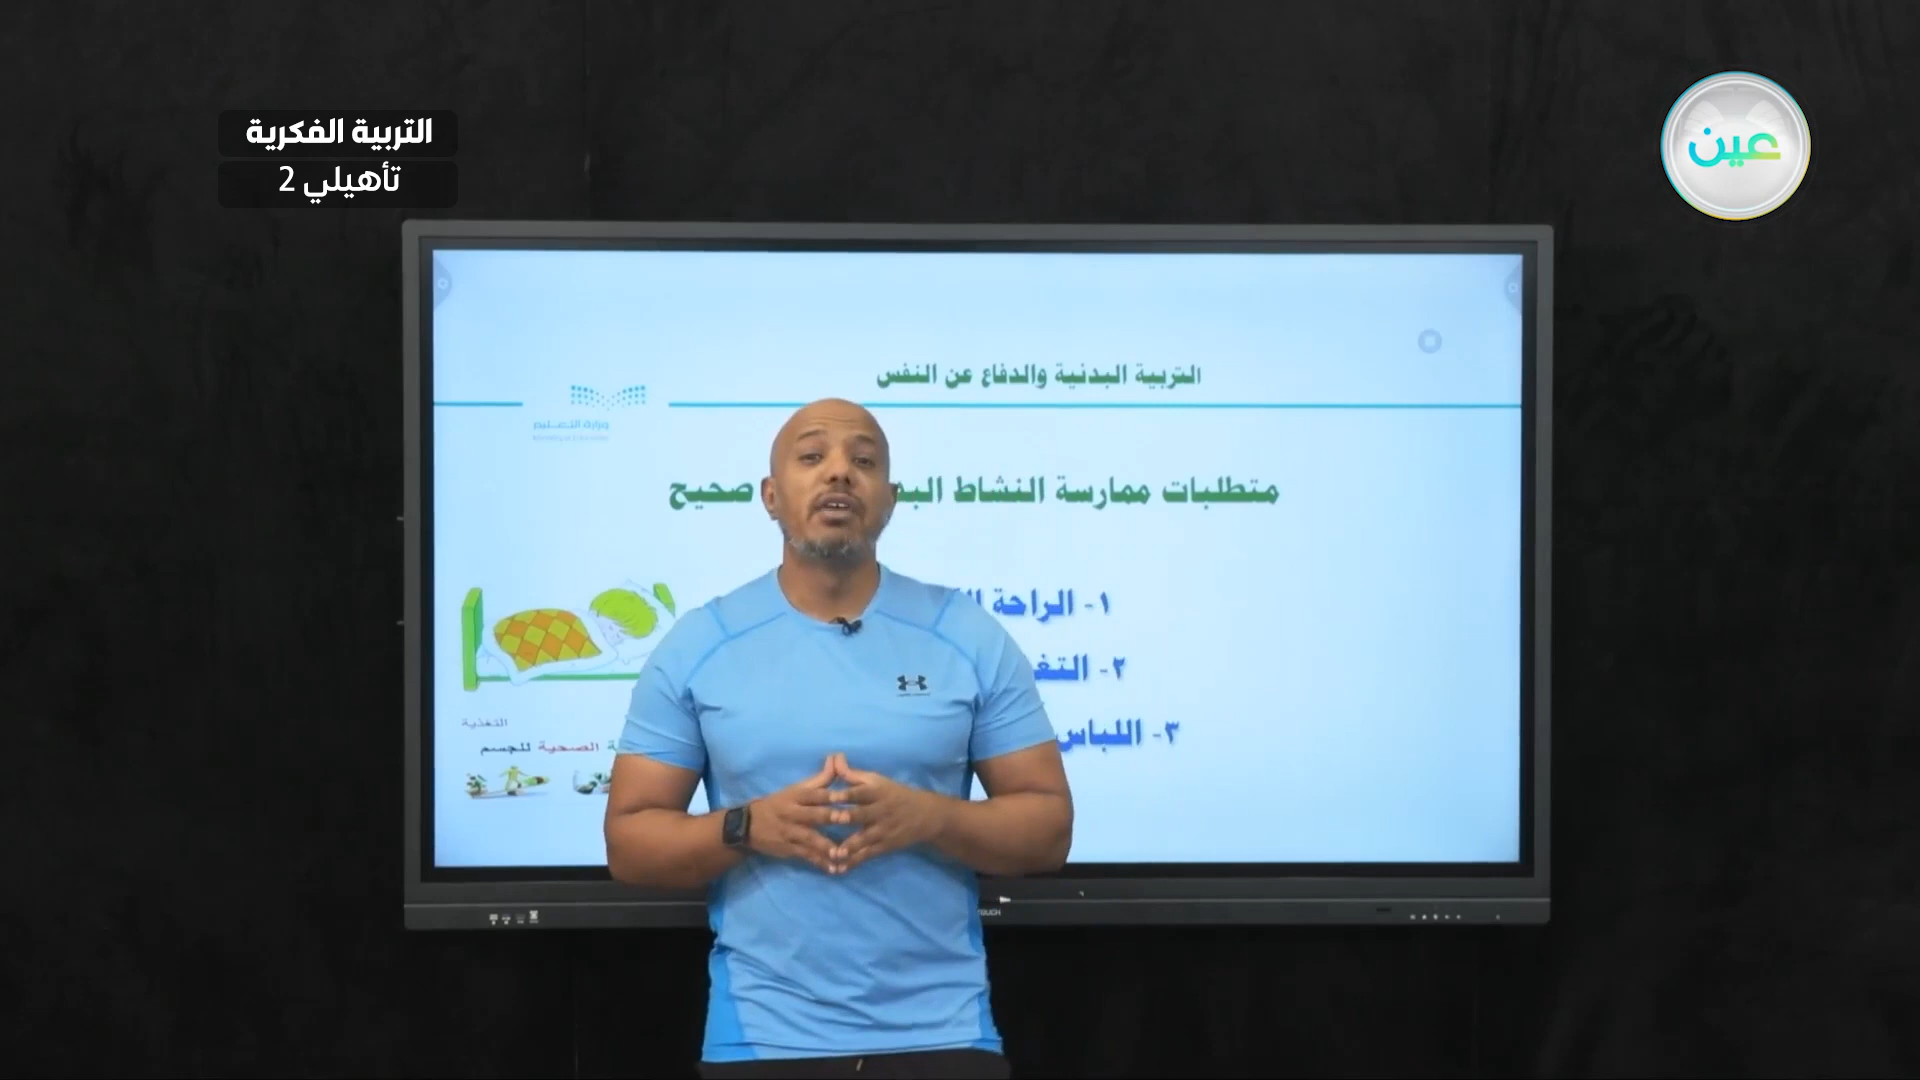 التربية الفكرية
تأهيلي 2
عين
التربية البدنية والدفاع عن النفس
وزارة التعليم
متطلبات ممارسة النشاط صحيح
١- الراحة
٢-
٣- اللباس
التغذية
الصحية للجسم